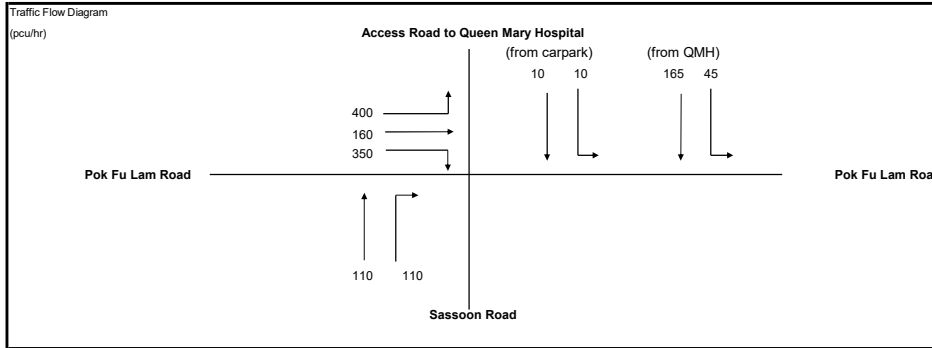 Traffic Flow Diagram
(pcu/hr)
Access Road to Queen Mary Hospital
(from carpark) (from QMH)
10 10 165 45
400
160
350
Pok Fu Lam Road Pok Fu Lam Roa
110 110
Sassoon Road